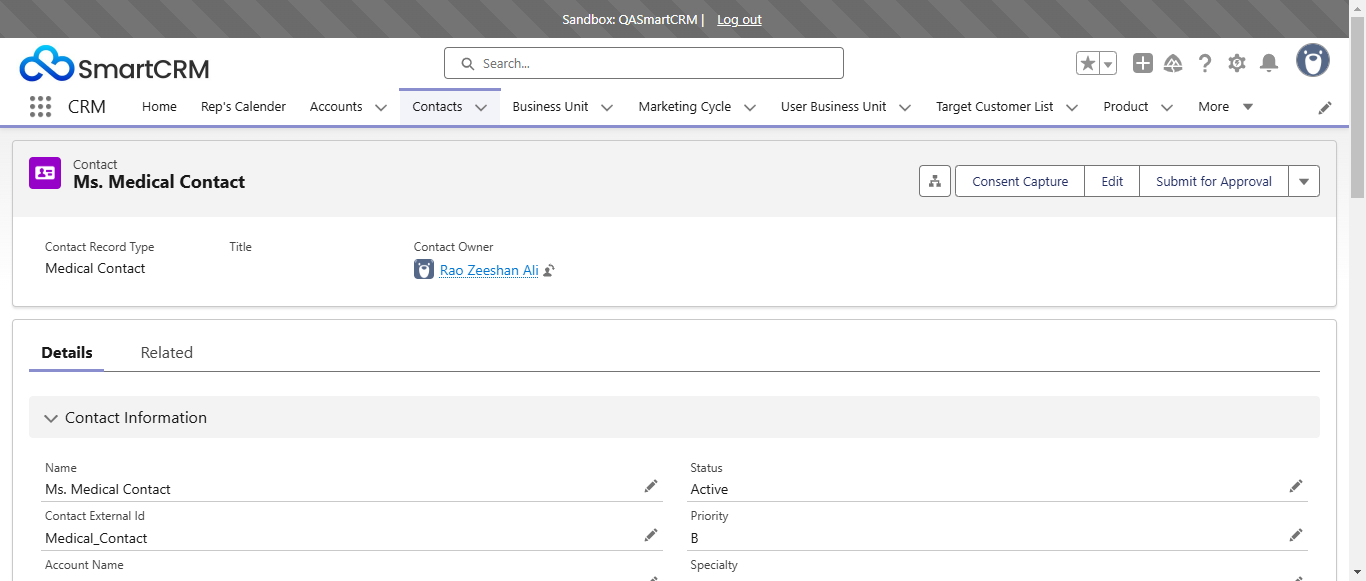 Sandbox: QASmartCRM | Log out
SmartCRM
Search...
CRM Home Rep's Calender Accounts Contacts Business Unit Marketing Cycle User Business Unit Target Customer List Product More
Contact
Ms. Medical Contact
Consent Capture Edit Submit for Approval
Contact Record Type Title Contact Owner
Medical Contact Rao Zeeshan Ali
Details Related
Contact Information
Name Status
Ms. Medical Contact Active
Contact External Id Priority
Medical_Contact B
Account Name Specialty